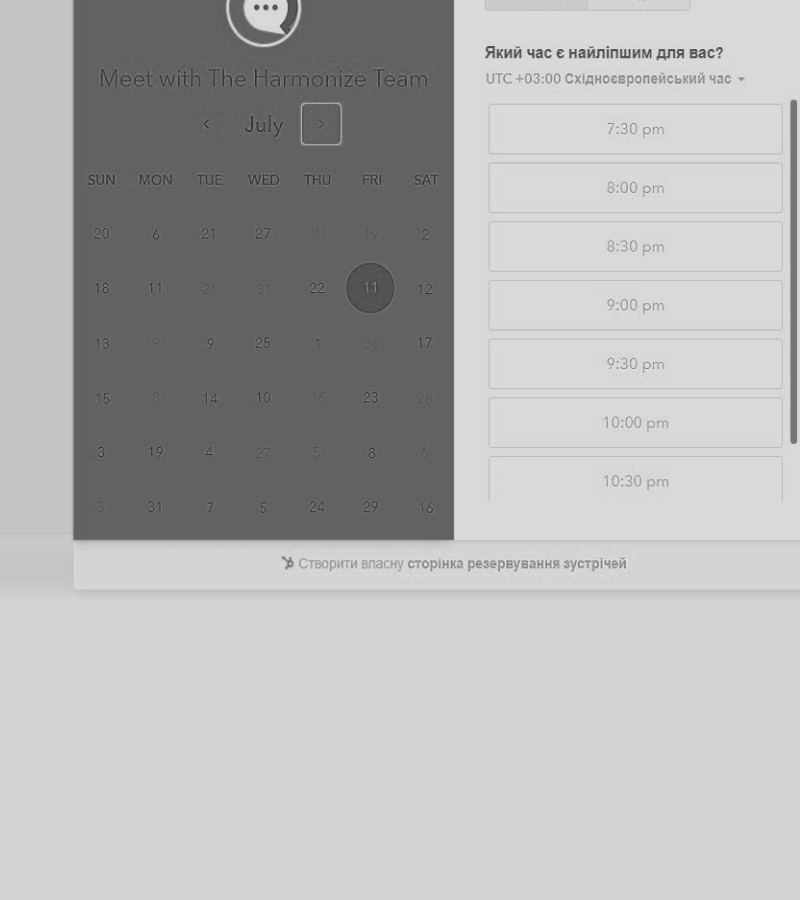 Meet with The Harmonize Team
July
SUN MON TUE WED THU FRI SAT
20 6 21 27 1 19 2
18 11 21 31 22 11 12
13 9 9 25 1 30 17
15 8 14 10 16 23 28
3 19 4 27 5 8 6
5 31 7 5 24 29 16
Який час є найліпшим для вас?
UTC +03:00 Східноєвропейський час
7:30 pm
8:00 pm
8:30 pm
9:00 pm
9:30 pm
10:00 pm
10:30 pm
Створити власну сторінка резервування зустрічей